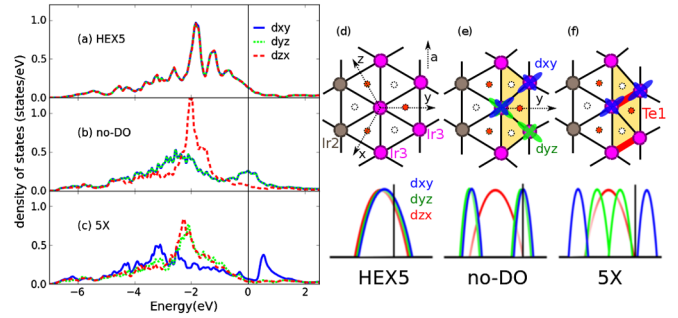 density of states (states/eV)
1.0
0.5
0.0
(a) HEX5
dxy
dyz
dzx
1.0
0.5
0.0
(b) no-DO
1.0
0.5
0.0
(c) 5X
−6 −4 −2 0 2
Energy(eV)
(d) (e) (f)
a
z
y
x
Ir2
Ir3
Ir3
dxy
y
dyz
Te1
dxy
dyz
dzx
HEX5 no-DO 5X